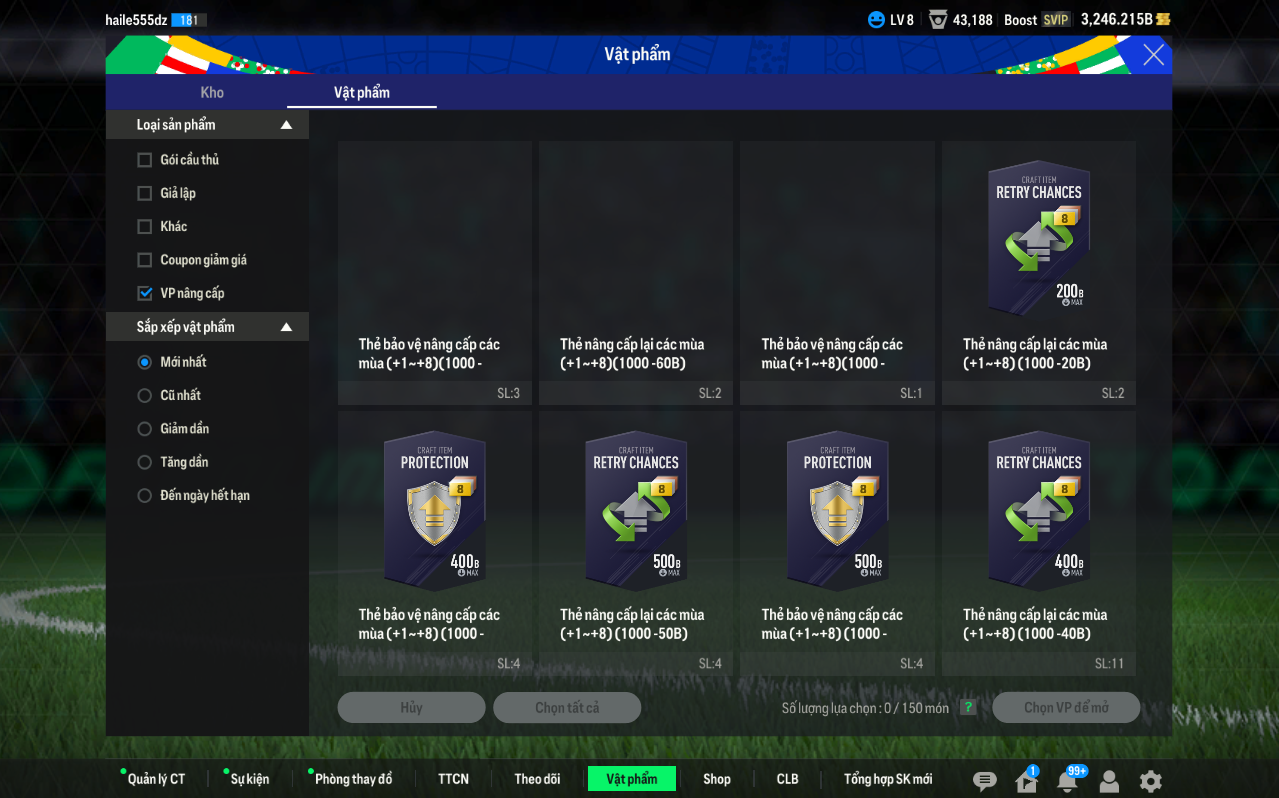 haile555dz 181
LV 8 43,188 Boost SVIP 3,246.215B
Vật phẩm
Kho Vật phẩm
Loại sản phẩm
Gói cầu thủ
Giả lập
Khác
Coupon giảm giá
VP nâng cấp
Sắp xếp vật phẩm
Mới nhất
Cũ nhất
Giảm dần
Tăng dần
Đến ngày hết hạn
Thẻ bảo vệ nâng cấp các
mùa (+1~+8)(1000 -
SL:3
Thẻ nâng cấp lại các mùa
(+1~+8)(1000 -60B)
SL:2
Thẻ bảo vệ nâng cấp các
mùa (+1~+8)(1000 -
SL:1
CRAFT ITEM
RETRY CHANCES
8
200B
MAX
Thẻ nâng cấp lại các mùa
(+1~+8) (1000 -20B)
SL:2
CRAFT ITEM
PROTECTION
8
400B
MAX
Thẻ bảo vệ nâng cấp các
mùa (+1~+8) (1000 -
SL:4
CRAFT ITEM
RETRY CHANCES
8
500B
MAX
Thẻ nâng cấp lại các mùa
(+1~+8) (1000 -50B)
SL:4
CRAFT ITEM
PROTECTION
8
500B
MAX
Thẻ bảo vệ nâng cấp các
mùa (+1~+8) (1000 -
SL:4
CRAFT ITEM
RETRY CHANCES
8
400B
MAX
Thẻ nâng cấp lại các mùa
(+1~+8) (1000 -40B)
SL:11
Hủy Chọn tất cả Số lượng lựa chọn : 0 / 150 món ? Chọn VP để mở
Quản lý CT Sự kiện Phòng thay đồ TTCN Theo dõi Vật phẩm Shop CLB Tổng hợp SK mới 1 99+